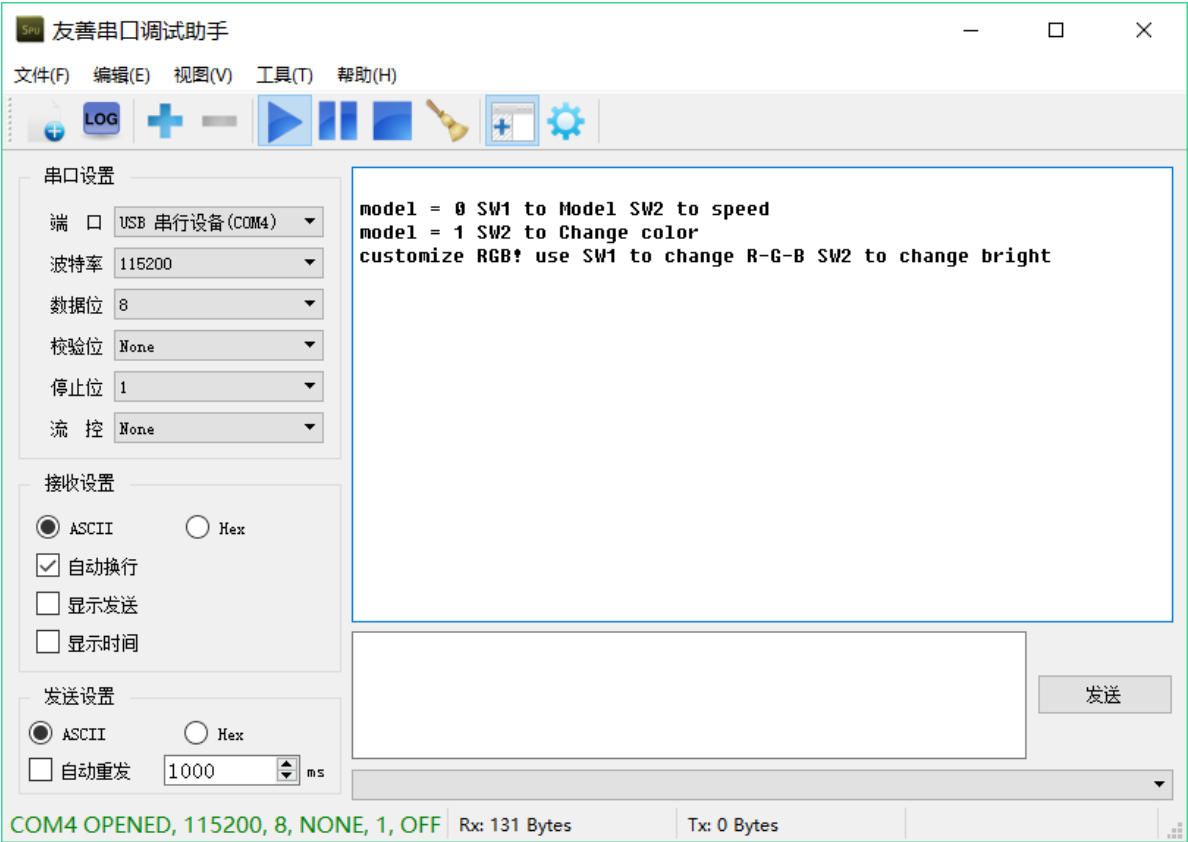 Spu 友善串口调试助手
文件(F) 编辑(E) 视图(V) 工具(T) 帮助(H)
LOG
串口设置
端 口 USB 串行设备(COM4)
波特率 115200
数据位 8
校验位 None
停止位 1
流 控 None
接收设置
ASCII Hex
自动换行
显示发送
显示时间
发送设置
ASCII Hex
自动重发 1000 ms
model = 0 SW1 to Model SW2 to speed
model = 1 SW2 to Change color
customize RGB! use SW1 to change R-G-B SW2 to change bright
发送
COM4 OPENED, 115200, 8, NONE, 1, OFF Rx: 131 Bytes Tx: 0 Bytes